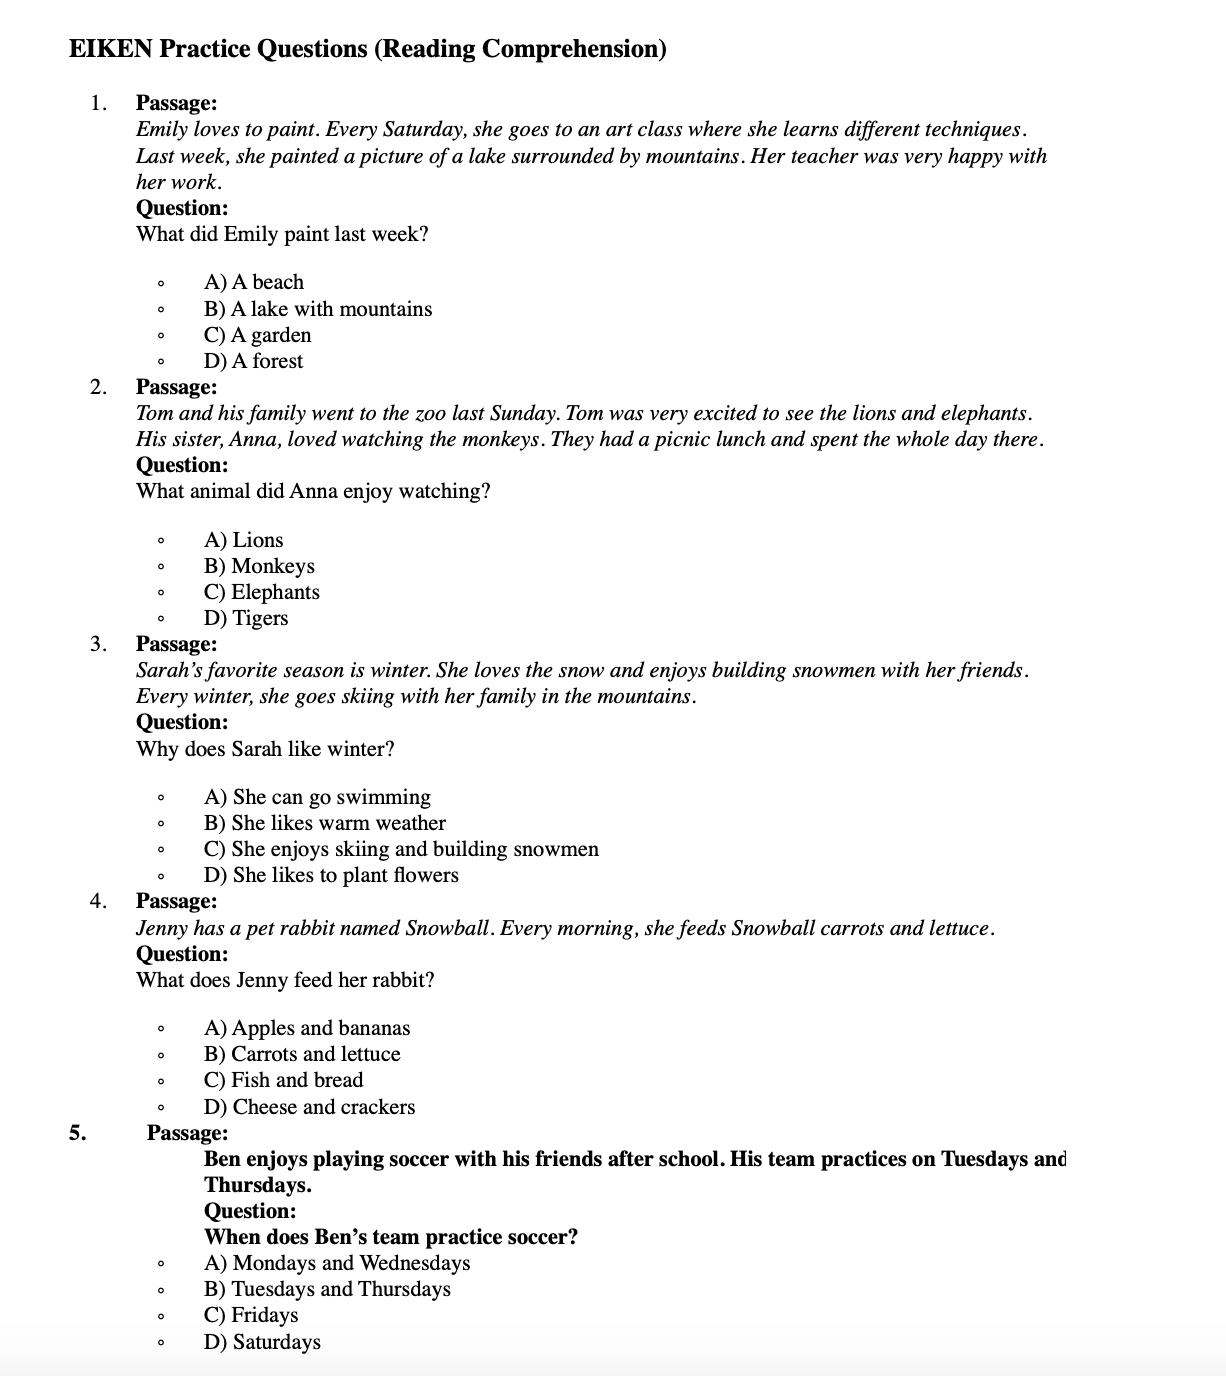 EIKEN Practice Questions (Reading Comprehension)
1. Passage:
Emily loves to paint. Every Saturday, she goes to an art class where she learns different techniques.
Last week, she painted a picture of a lake surrounded by mountains. Her teacher was very happy with
her work.
Question:
What did Emily paint last week?
◦ A) A beach
◦ B) A lake with mountains
◦ C) A garden
◦ D) A forest
2. Passage:
Tom and his family went to the zoo last Sunday. Tom was very excited to see the lions and elephants.
His sister, Anna, loved watching the monkeys. They had a picnic lunch and spent the whole day there.
Question:
What animal did Anna enjoy watching?
◦ A) Lions
◦ B) Monkeys
◦ C) Elephants
◦ D) Tigers
3. Passage:
Sarah’s favorite season is winter. She loves the snow and enjoys building snowmen with her friends.
Every winter, she goes skiing with her family in the mountains.
Question:
Why does Sarah like winter?
◦ A) She can go swimming
◦ B) She likes warm weather
◦ C) She enjoys skiing and building snowmen
◦ D) She likes to plant flowers
4. Passage:
Jenny has a pet rabbit named Snowball. Every morning, she feeds Snowball carrots and lettuce.
Question:
What does Jenny feed her rabbit?
◦ A) Apples and bananas
◦ B) Carrots and lettuce
◦ C) Fish and bread
◦ D) Cheese and crackers
5. Passage:
Ben enjoys playing soccer with his friends after school. His team practices on Tuesdays and
Thursdays.
Question:
When does Ben’s team practice soccer?
◦ A) Mondays and Wednesdays
◦ B) Tuesdays and Thursdays
◦ C) Fridays
◦ D) Saturdays